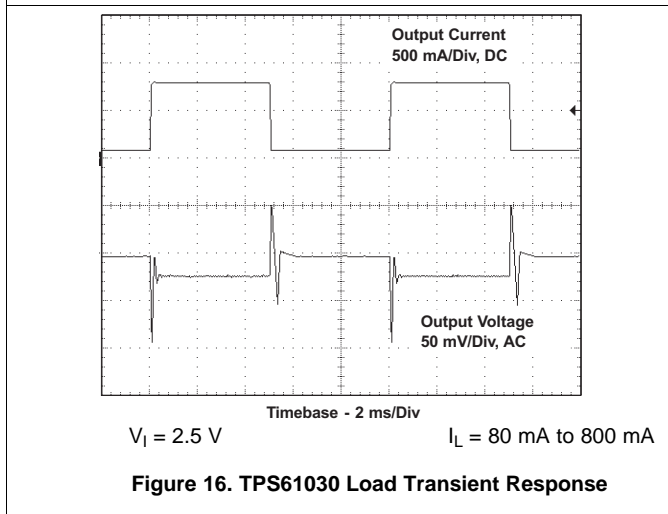 Output Current
500 mA/Div, DC
Output Voltage
50 mV/Div, AC
Timebase - 2 ms/Div
V_I = 2.5 V
I_L = 80 mA to 800 mA
Figure 16. TPS61030 Load Transient Response